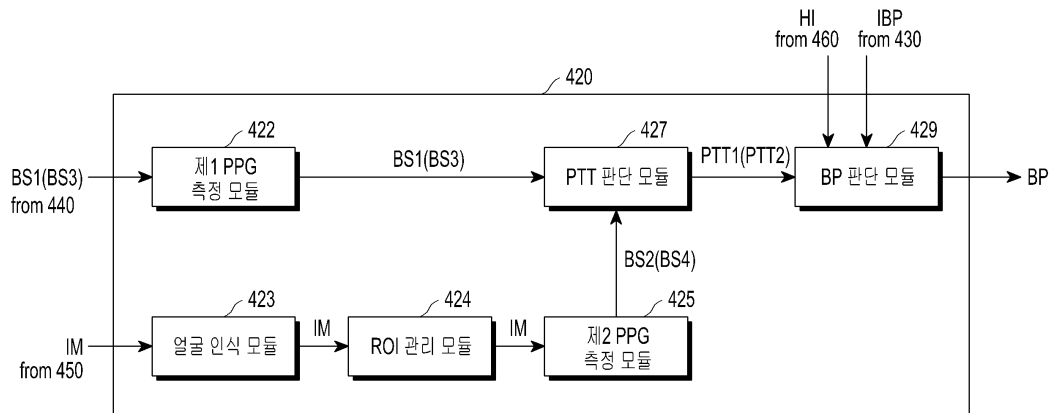 HI
from 460
IBP
from 430
420
422
제1 PPG
측정 모듈
BS1(BS3)
from 440
BS1(BS3)
427
PTT 판단 모듈
PTT1(PTT2)
429
BP 판단 모듈
BP
BS2(BS4)
423
얼굴 인식 모듈
IM
from 450
IM
424
ROI 관리 모듈
IM
425
제2 PPG
측정 모듈